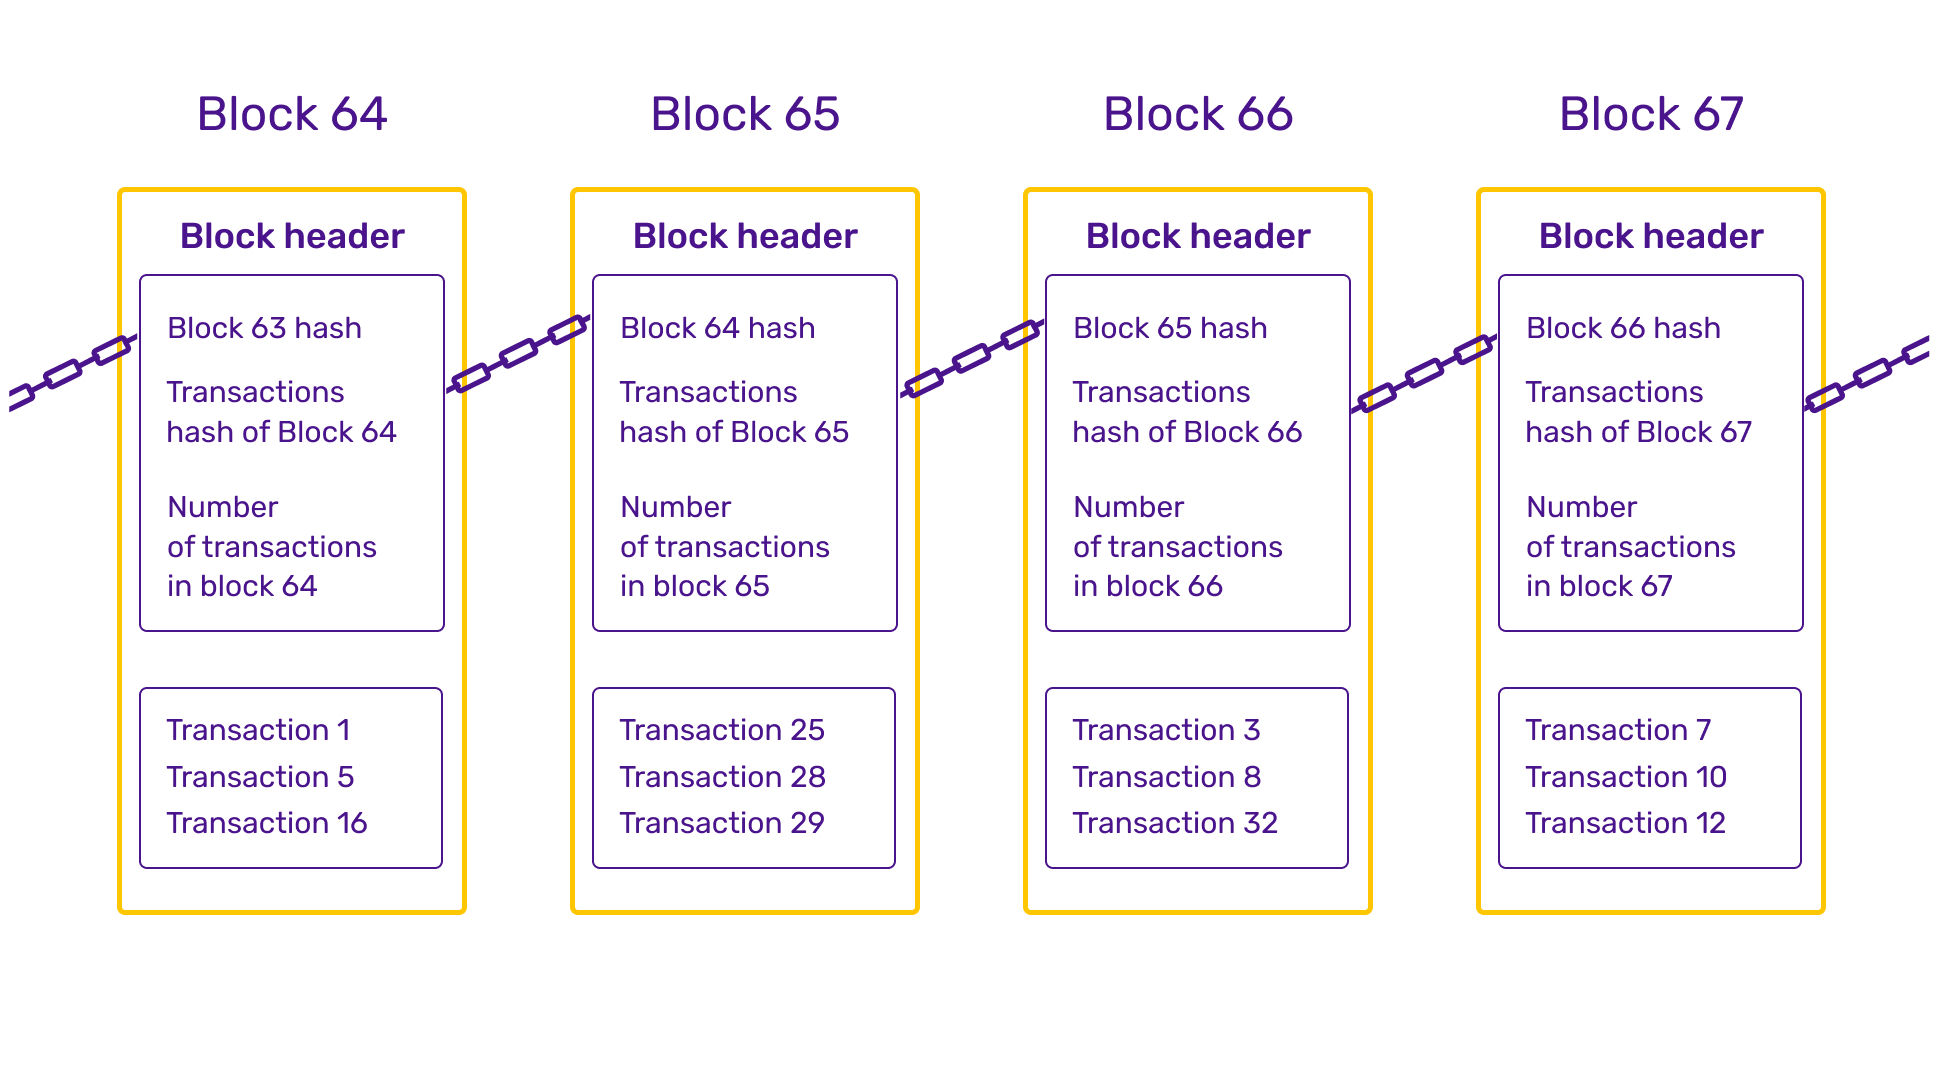 Block 64
Block header
Block 63 hash
Transactions
hash of Block 64
Number
of transactions
in block 64
Transaction 1
Transaction 5
Transaction 16
Block 65
Block header
Block 64 hash
Transactions
hash of Block 65
Number
of transactions
in block 65
Transaction 25
Transaction 28
Transaction 29
Block 66
Block header
Block 65 hash
Transactions
hash of Block 66
Number
of transactions
in block 66
Transaction 3
Transaction 8
Transaction 32
Block 67
Block header
Block 66 hash
Transactions
hash of Block 67
Number
of transactions
in block 67
Transaction 7
Transaction 10
Transaction 12